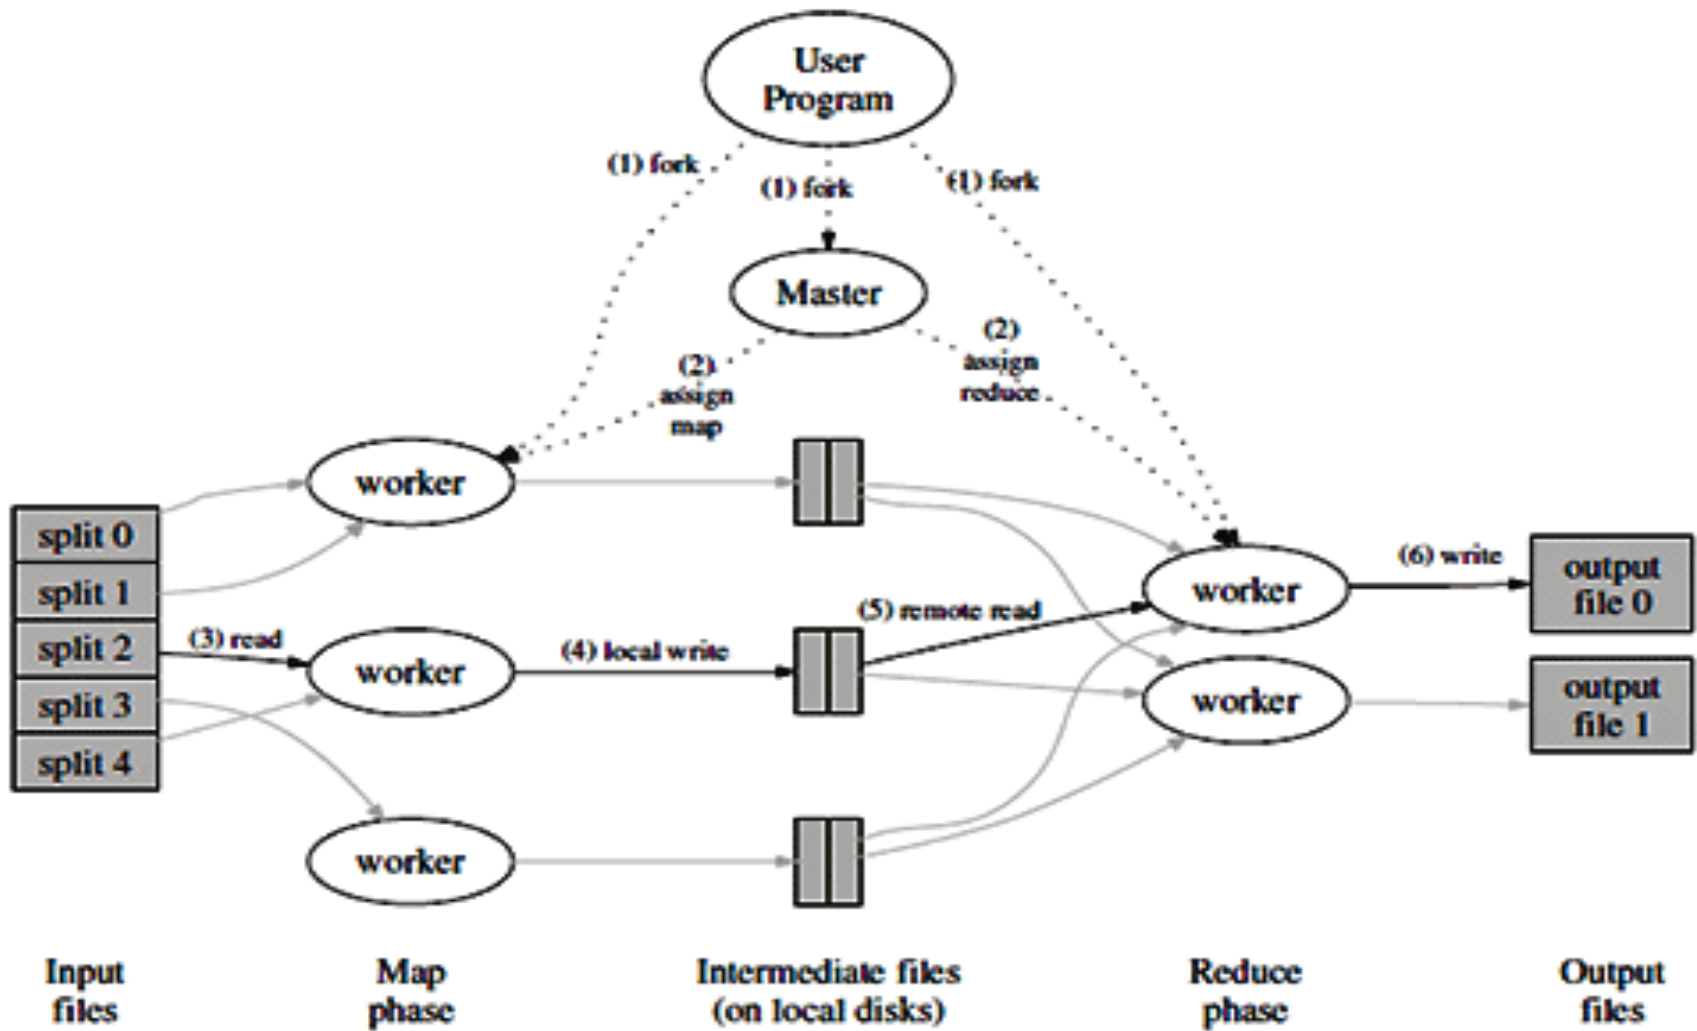 User
Program
(1) fork
(1) fork
(1) fork
Master
(2)
assign
map
(2)
assign
reduce
worker
split 0
split 1
split 2
split 3
split 4
(3) read
worker
(4) local write
(5) remote read
worker
(6) write
output
file 0
worker
output
file 1
worker
Input
files
Map
phase
Intermediate files
(on local disks)
Reduce
phase
Output
files